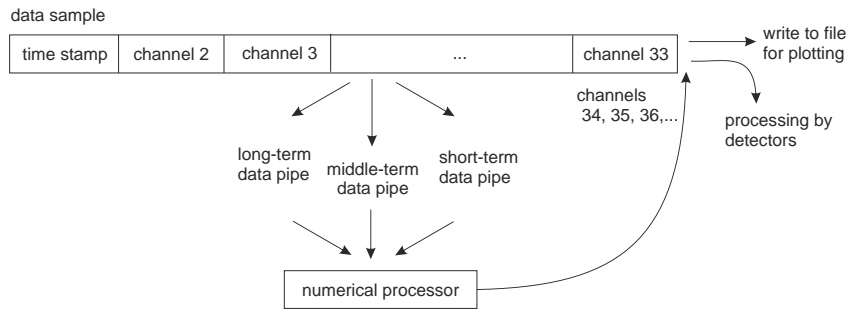 data sample
time stamp
channel 2
channel 3
...
channel 33
write to file
for plotting
channels
34, 35, 36,...
processing by
detectors
long-term
data pipe
middle-term
data pipe
short-term
data pipe
numerical processor